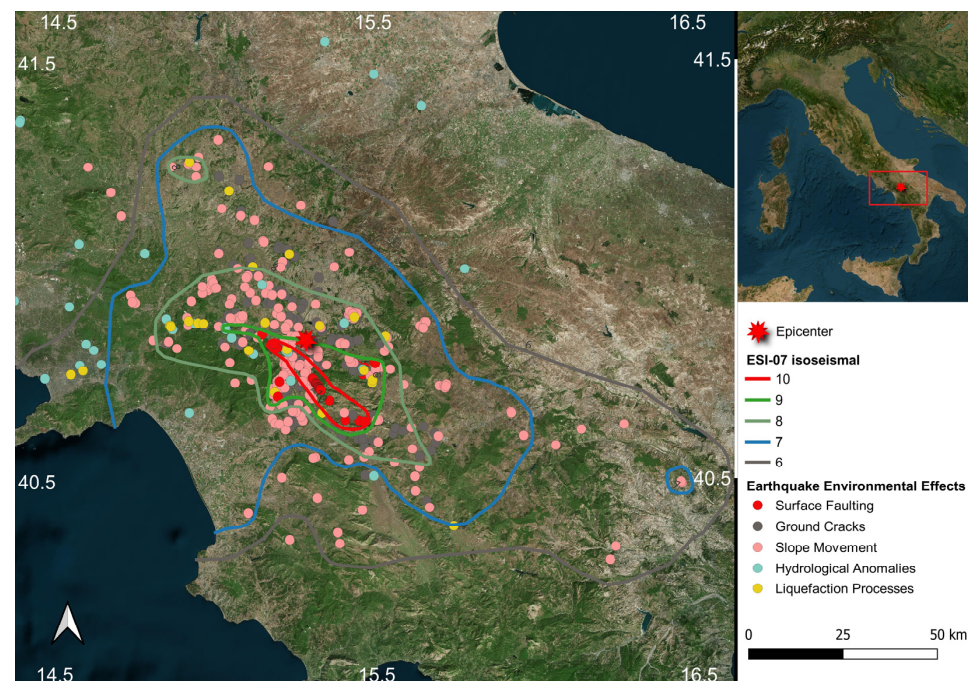 14.5 15.5 16.5
41.5 41.5
6
40.5 40.5
14.5 15.5 16.5
Epicenter
ESI-07 isoseismal
10
9
8
7
6
Earthquake Environmental Effects
Surface Faulting
Ground Cracks
Slope Movement
Hydrological Anomalies
Liquefaction Processes
0 25 50 km